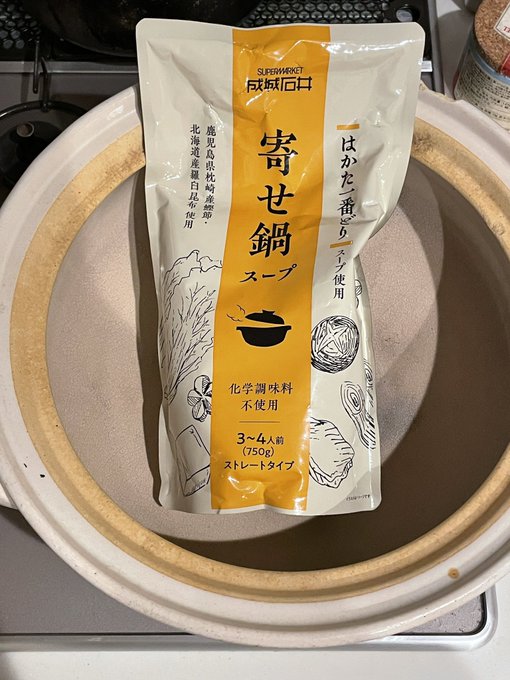 SUPERMARKET
成城石井
寄せ鍋
スープ
はかた一番どり
スープ使用
鹿児島県枕崎産鰹節・
北海道産羅臼昆布使用
化学調味料
不使用
3〜4人前
(750g)
ストレートタイプ